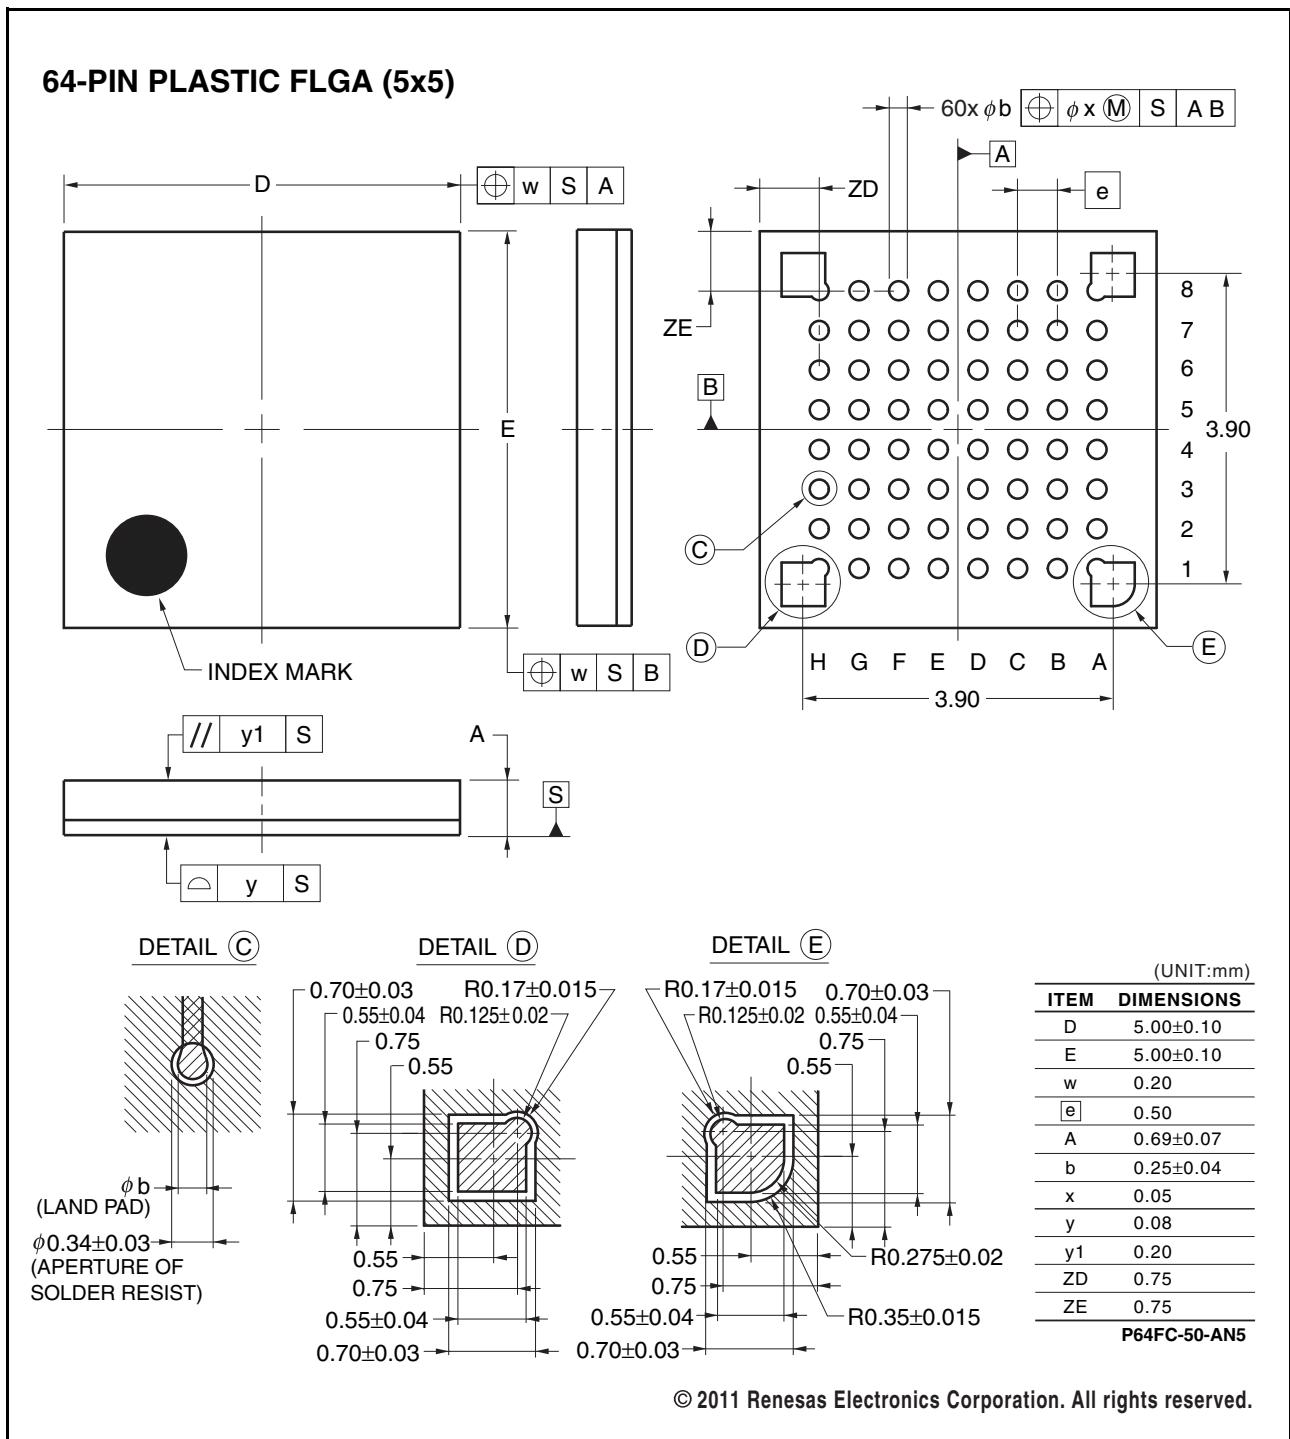 64-PIN PLASTIC FLGA (5x5)
60x φb ⌖ φx Ⓜ S A B
A
D
⌖ w S A
ZD
e
ZE
8
7
6
5
4
3
2
1
B
E
3.90
C
D
E
INDEX MARK
⌖ w S B
H G F E D C B A
3.90
// y1 S
A
S
⌓ y S
DETAIL C
φb
(LAND PAD)
φ0.34±0.03
(APERTURE OF
SOLDER RESIST)
DETAIL D
0.70±0.03
R0.17±0.015
0.55±0.04
R0.125±0.02
0.75
0.55
0.55
0.75
0.55±0.04
0.70±0.03
DETAIL E
R0.17±0.015
0.70±0.03
R0.125±0.02
0.55±0.04
0.75
0.55
0.55
R0.275±0.02
0.75
0.55±0.04
R0.35±0.015
0.70±0.03
(UNIT:mm)
ITEM DIMENSIONS
D 5.00±0.10
E 5.00±0.10
w 0.20
e 0.50
A 0.69±0.07
b 0.25±0.04
x 0.05
y 0.08
y1 0.20
ZD 0.75
ZE 0.75
P64FC-50-AN5
© 2011 Renesas Electronics Corporation. All rights reserved.